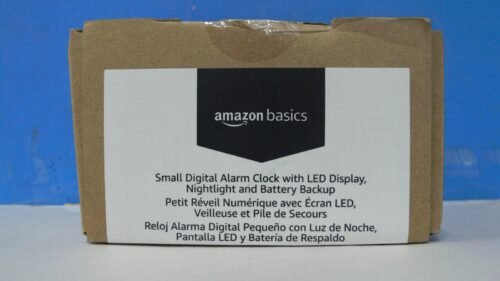 amazon basics
Small Digital Alarm Clock with LED Display,
Nightlight and Battery Backup
Petit Réveil Numérique avec Écran LED,
Veilleuse et Pile de Secours
Reloj Alarma Digital Pequeño con Luz de Noche,
Pantalla LED y Batería de Respaldo